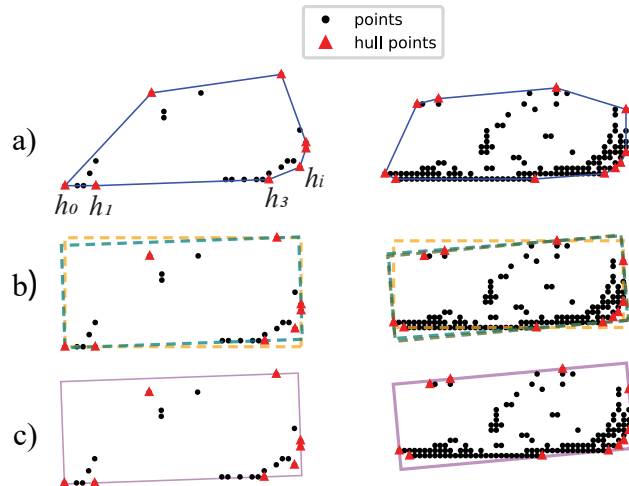 points
hull points
a)
h₀ h₁ h₃ hᵢ
b)
c)